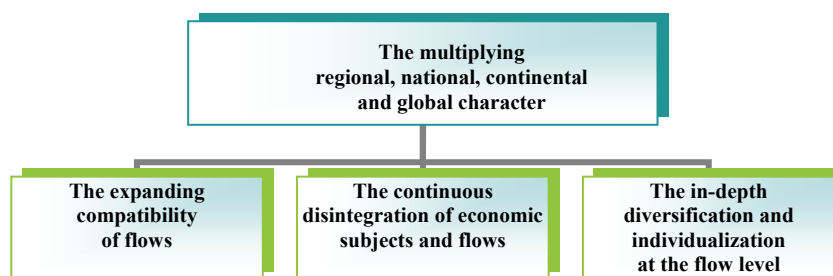 The multiplying
regional, national, continental
and global character
The expanding
compatibility
of flows
The continuous
disintegration of economic
subjects and flows
The in-depth
diversification and
individualization
at the flow level